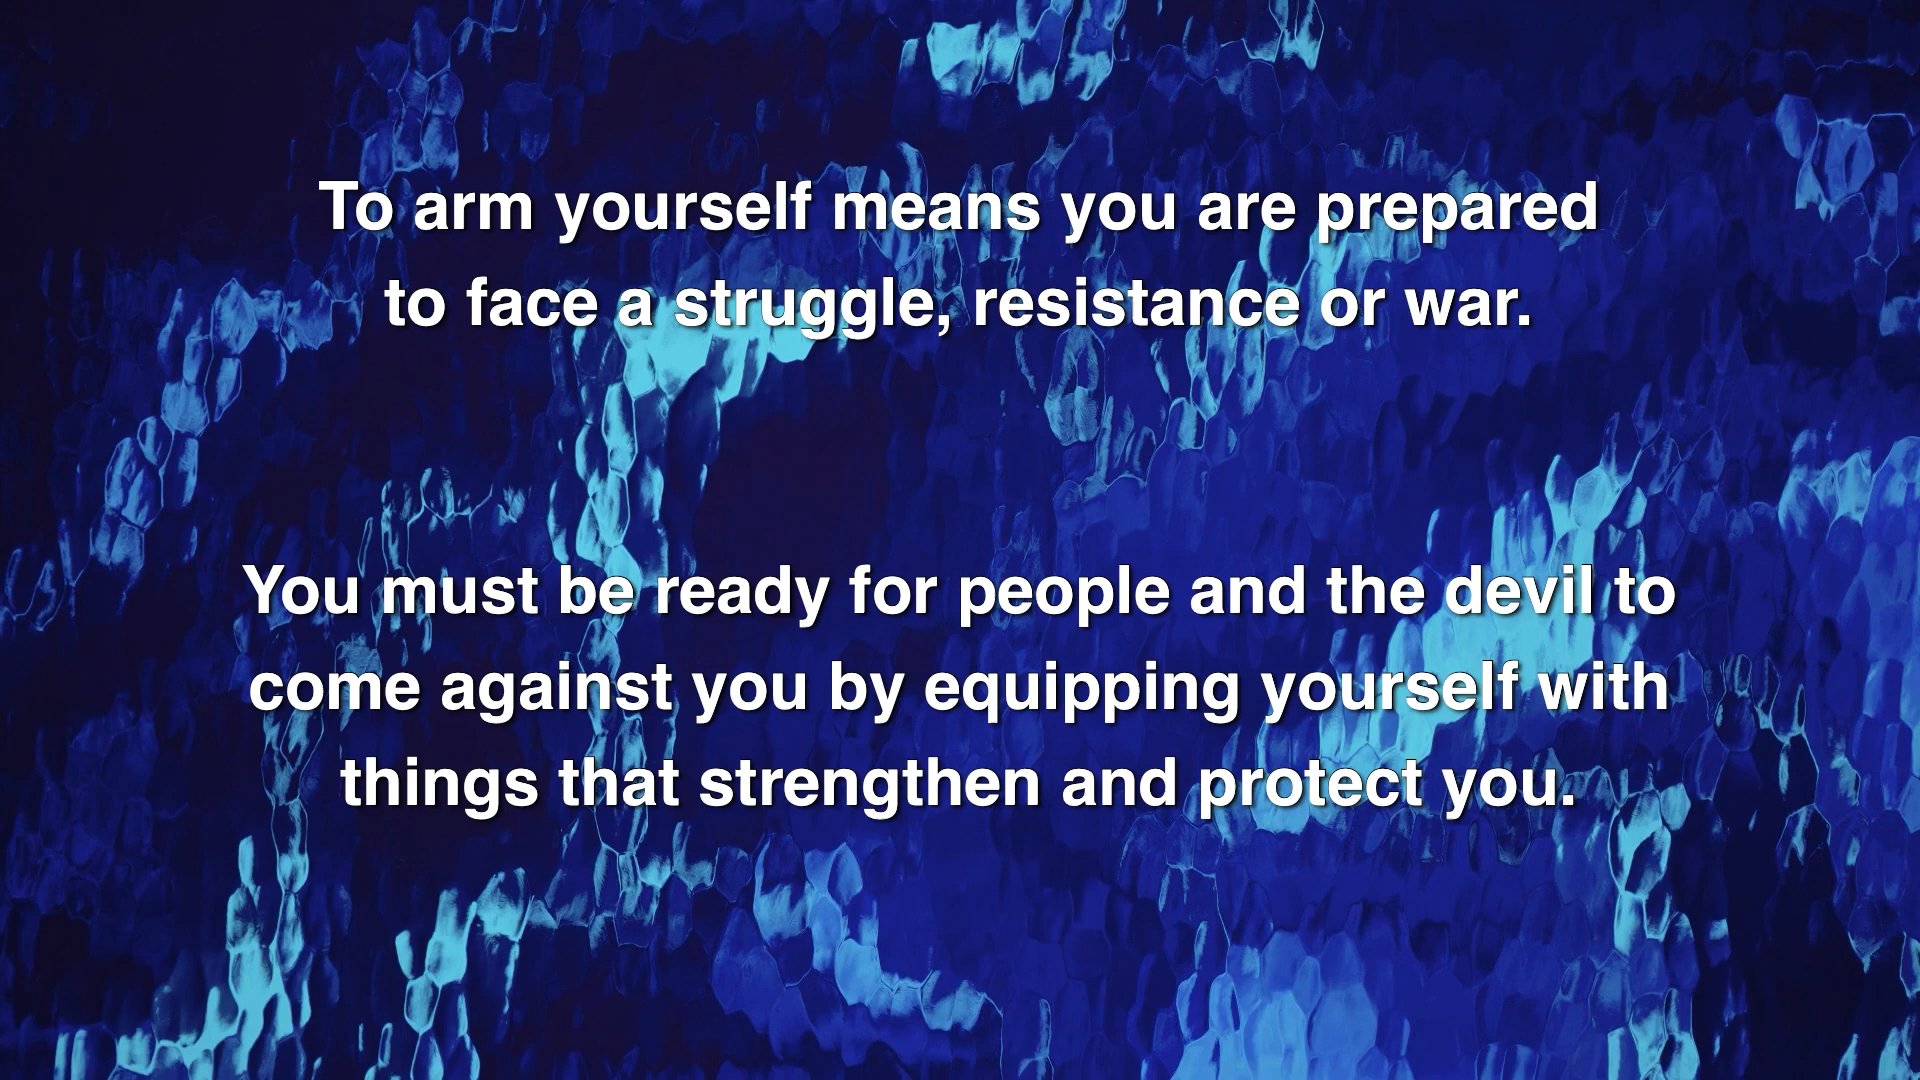 To arm yourself means you are prepared
to face a struggle, resistance or war.
You must be ready for people and the devil to
come against you by equipping yourself with
things that strengthen and protect you.